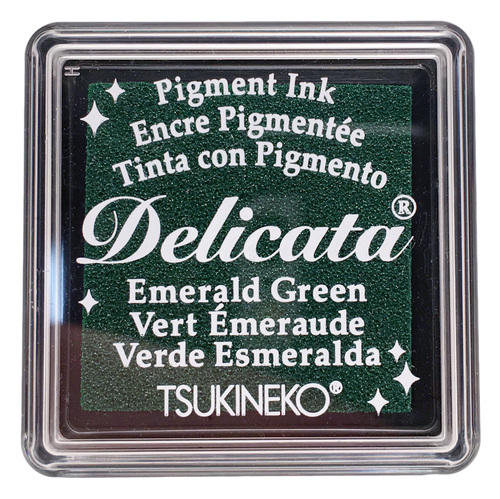 Pigment Ink
Encre Pigmentée
Tinta con Pigmento
Delicata®
Emerald Green
Vert Émeraude
Verde Esmeralda
TSUKINEKO®